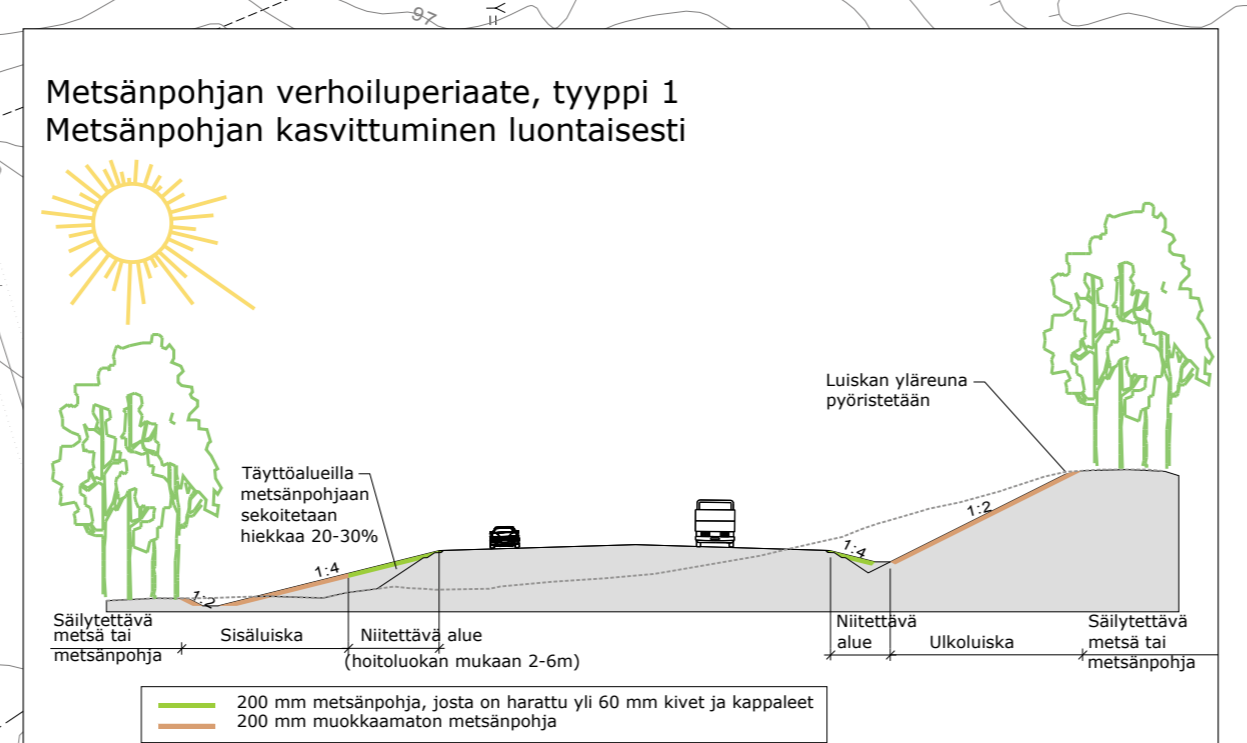 97
Y=
Metsänpohjan verhoiluperiaate, tyyppi 1
Metsänpohjan kasvittuminen luontaisesti
Luiskan yläreuna
pyöristetään
Täyttöalueilla
metsänpohjaan
sekoitetaan
hiekkaa 20-30%
1:2
1:4
1:4
1:2
Säilytettävä
metsä tai
metsänpohja
Sisäluiska
Niitettävä alue
(hoitoluokan mukaan 2-6m)
Niitettävä
alue
Ulkoluiska
Säilytettävä
metsä tai
metsänpohja
200 mm metsänpohja, josta on harattu yli 60 mm kivet ja kappaleet
200 mm muokkaamaton metsänpohja